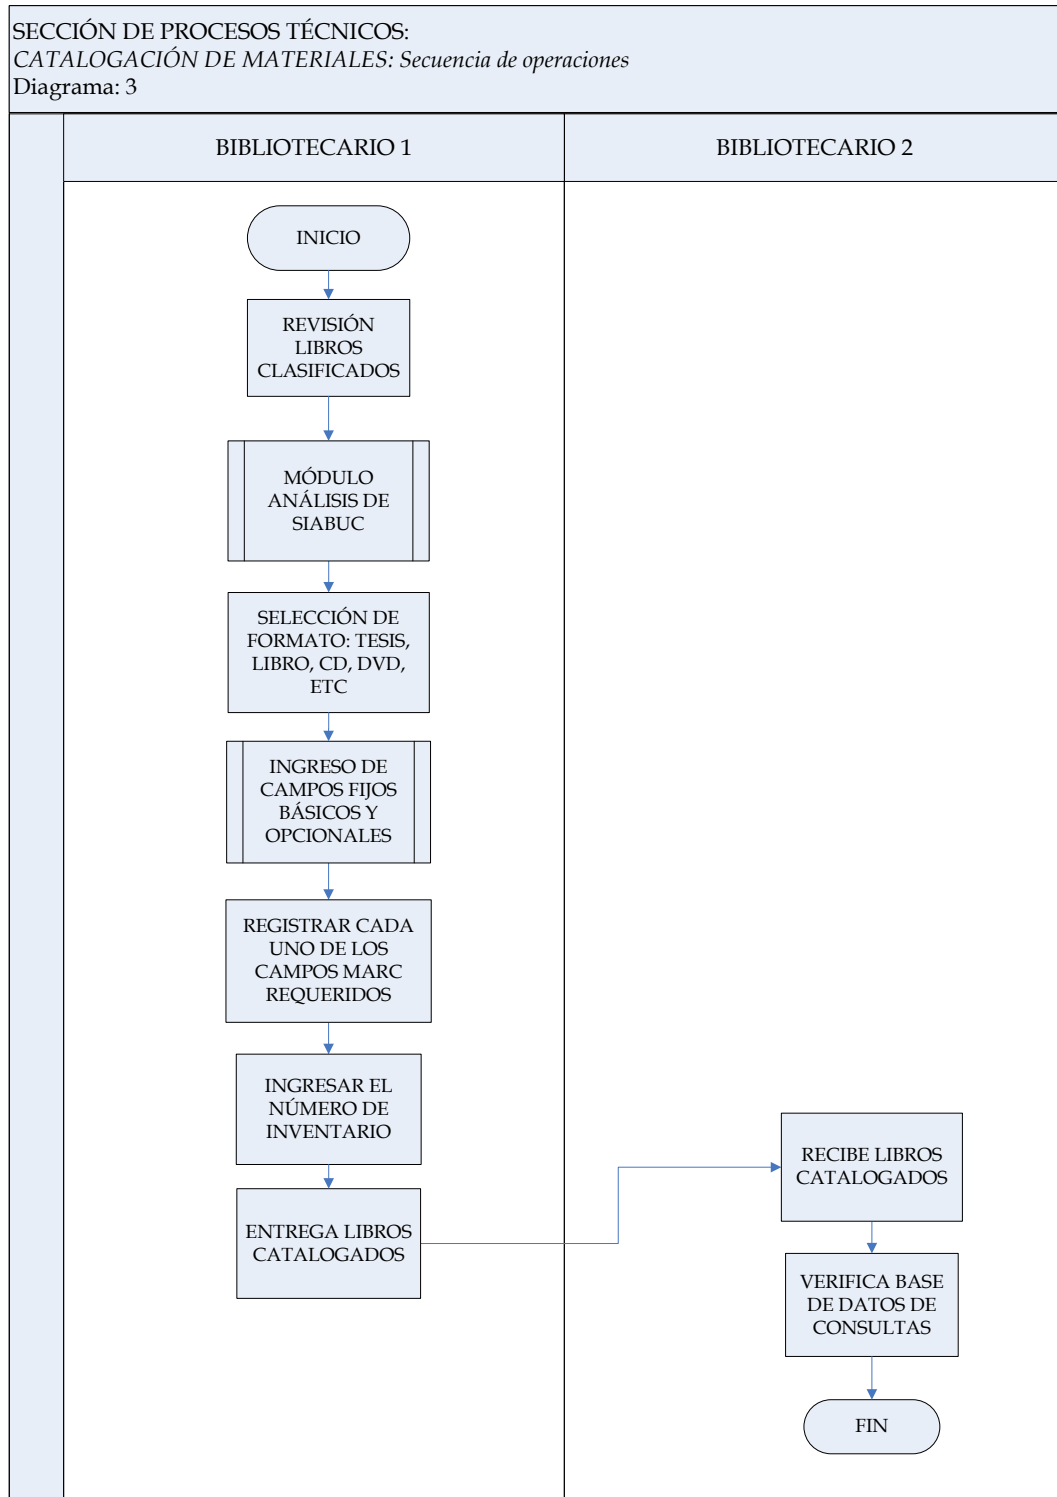 SECCIÓN DE PROCESOS TÉCNICOS:
CATALOGACIÓN DE MATERIALES: Secuencia de operaciones
Diagrama: 3
BIBLIOTECARIO 1
BIBLIOTECARIO 2
INICIO
REVISIÓN
LIBROS
CLASIFICADOS
MÓDULO
ANÁLISIS DE
SIABUC
SELECCIÓN DE
FORMATO: TESIS,
LIBRO, CD, DVD,
ETC
INGRESO DE
CAMPOS FIJOS
BÁSICOS Y
OPCIONALES
REGISTRAR CADA
UNO DE LOS
CAMPOS MARC
REQUERIDOS
INGRESAR EL
NÚMERO DE
INVENTARIO
ENTREGA LIBROS
CATALOGADOS
RECIBE LIBROS
CATALOGADOS
VERIFICA BASE
DE DATOS DE
CONSULTAS
FIN